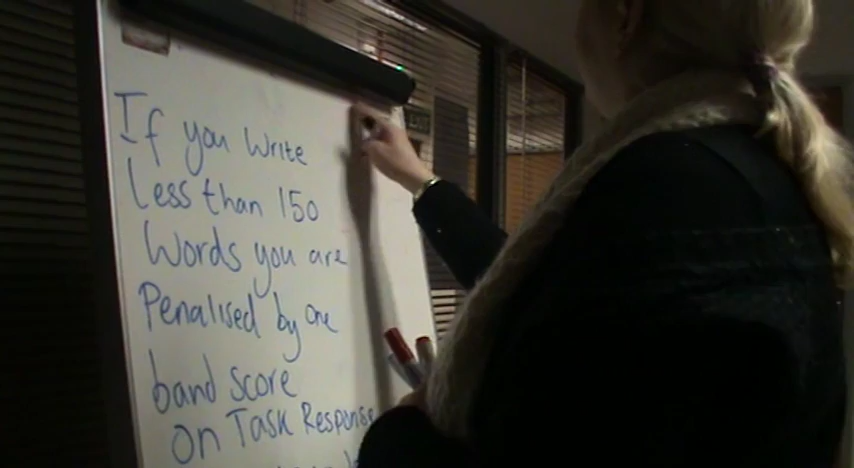 If you write
less than 150
words you are
Penalised by one
band score
on Task Response